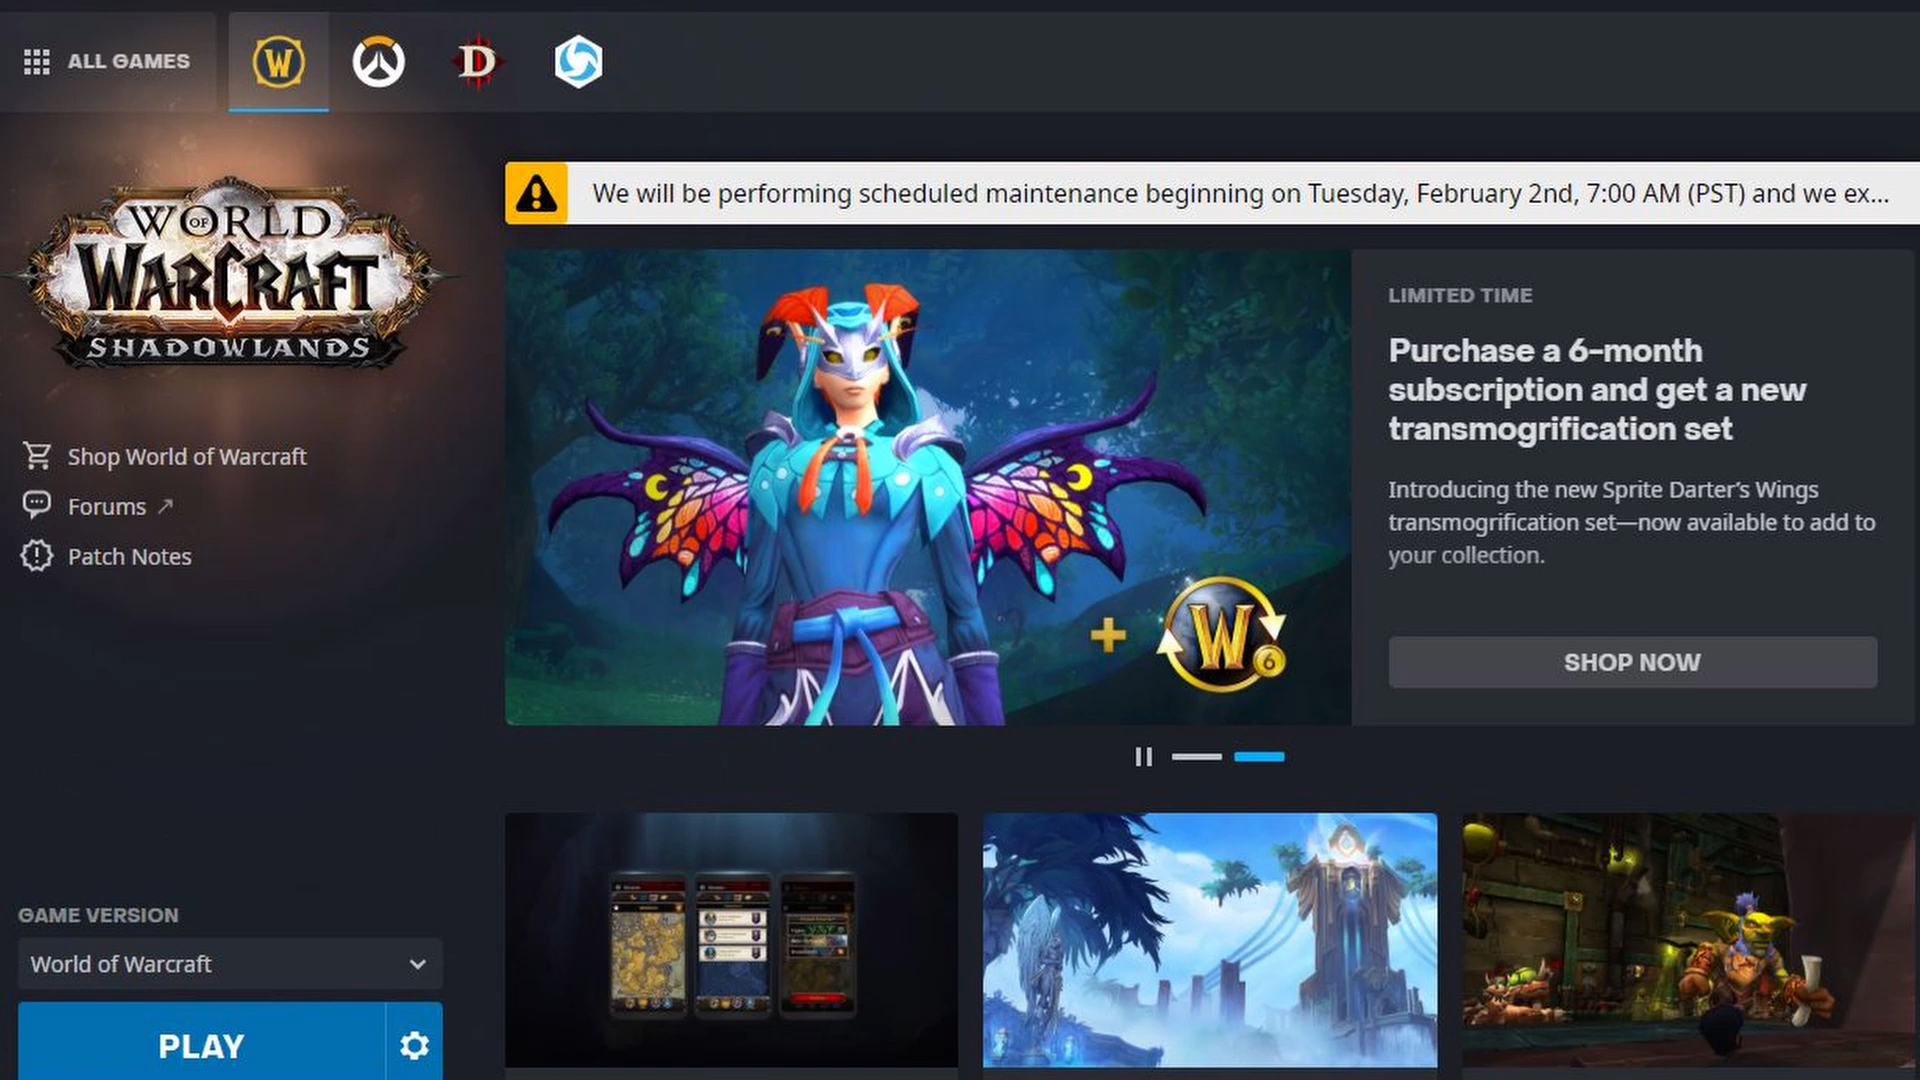 ALL GAMES
WORLD OF
WARCRAFT
SHADOWLANDS
Shop World of Warcraft
Forums
Patch Notes
We will be performing scheduled maintenance beginning on Tuesday, February 2nd, 7:00 AM (PST) and we ex...
LIMITED TIME
Purchase a 6-month
subscription and get a new
transmogrification set
Introducing the new Sprite Darter's Wings
transmogrification set—now available to add to
your collection.
SHOP NOW
W
6
GAME VERSION
World of Warcraft
PLAY